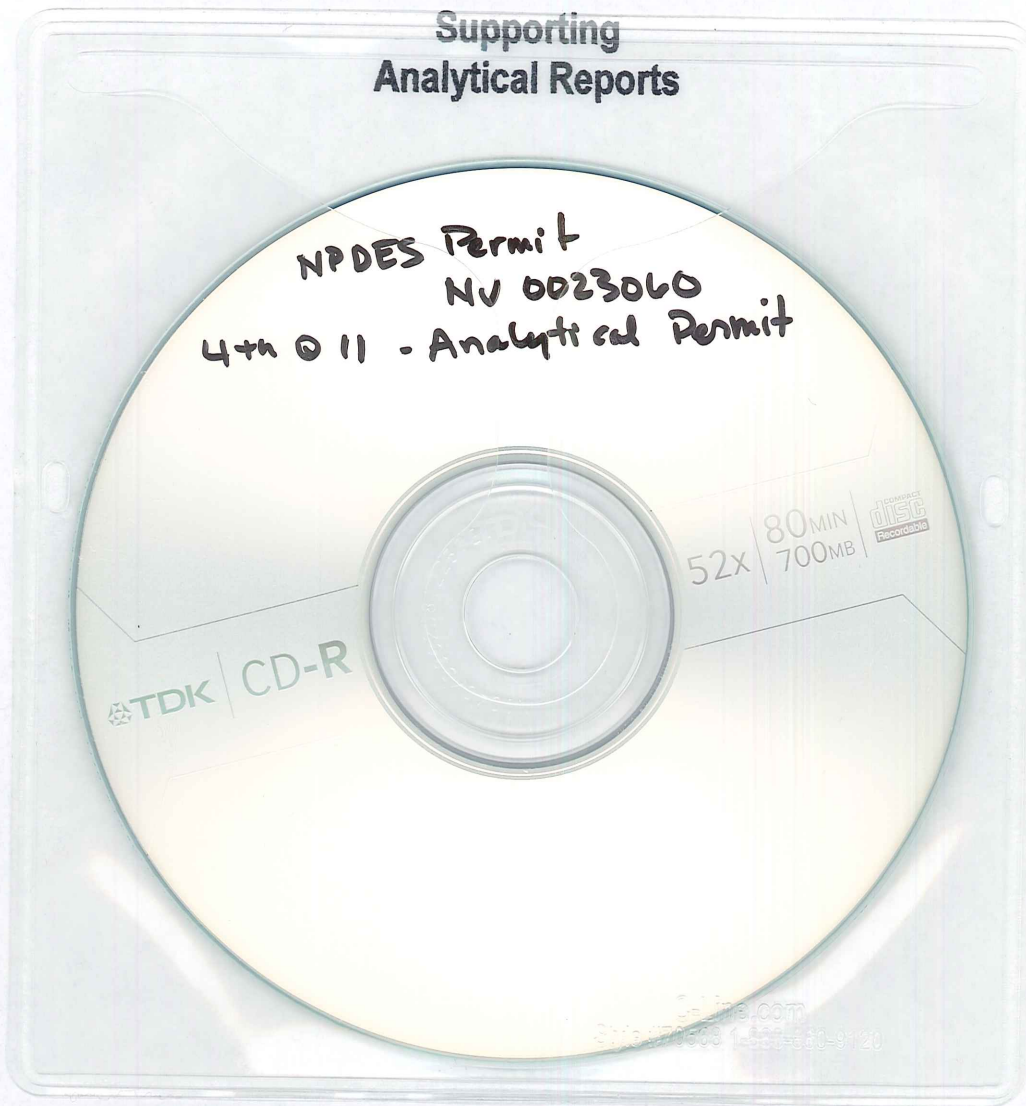 Supporting
Analytical Reports
NPDES Permit
NV 0023060
4th Q 11 - Analytical Permit
52x
80MIN
700MB
COMPACT
disc
Recordable
TDK
CD-R